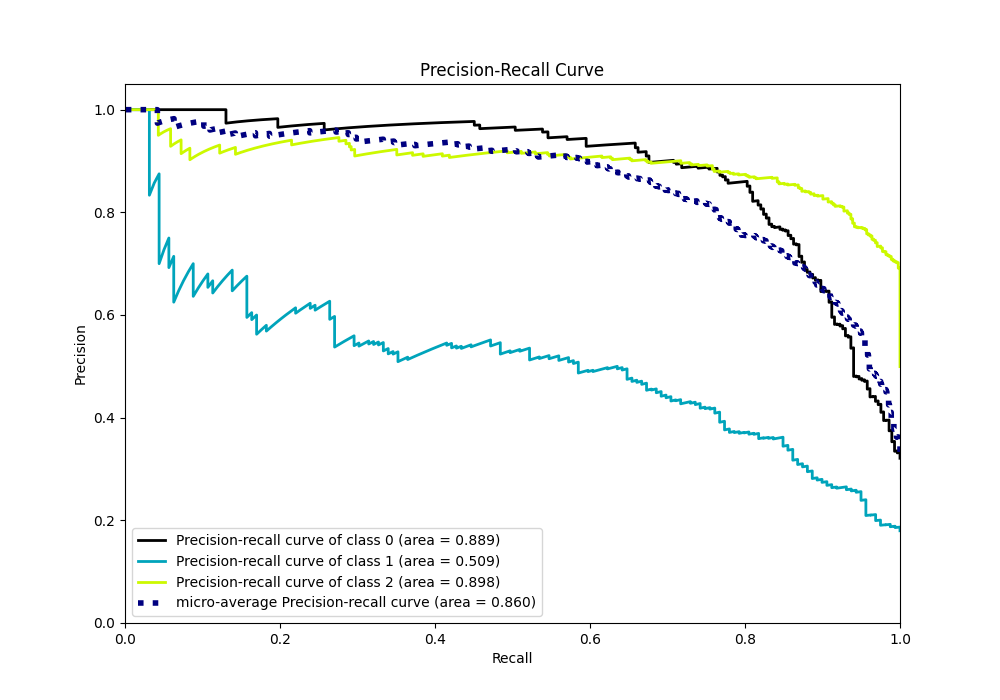 Precision-Recall Curve
1.0
0.8
0.6
0.4
0.2
0.0
Precision
Precision-recall curve of class 0 (area = 0.889)
Precision-recall curve of class 1 (area = 0.509)
Precision-recall curve of class 2 (area = 0.898)
micro-average Precision-recall curve (area = 0.860)
0.0 0.2 0.4 0.6 0.8 1.0
Recall